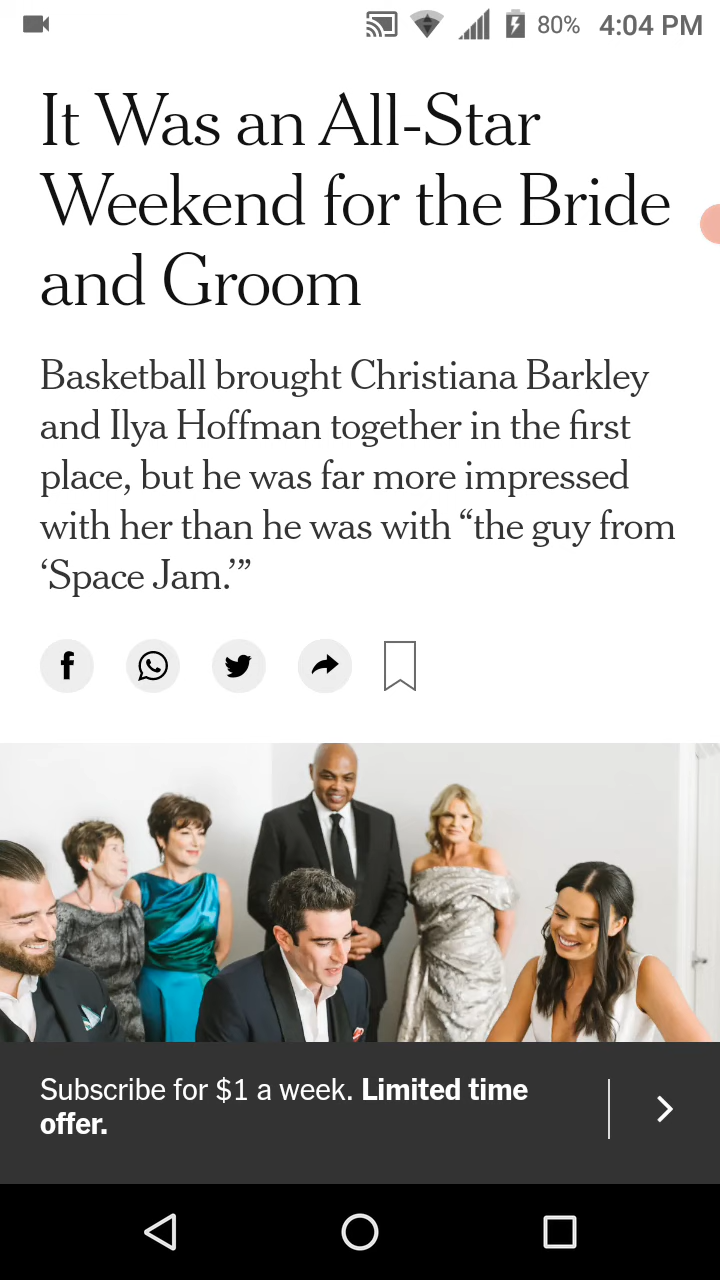 80% 4:04 PM
It Was an All-Star
Weekend for the Bride
and Groom
Basketball brought Christiana Barkley
and Ilya Hoffman together in the first
place, but he was far more impressed
with her than he was with “the guy from
‘Space Jam.’”
Subscribe for $1 a week. Limited time
offer.